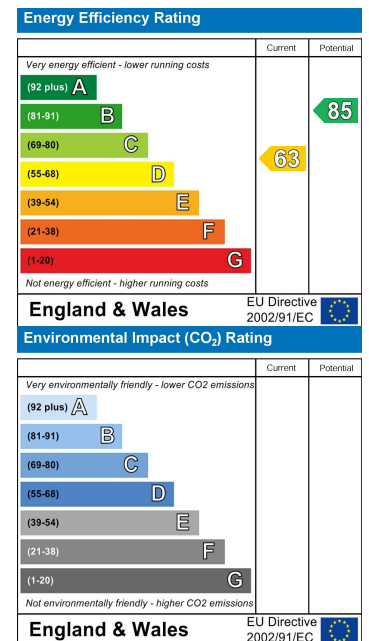 Energy Efficiency Rating
Current Potential
Very energy efficient - lower running costs
(92 plus) A
(81-91) B
(69-80) C
(55-68) D
(39-54) E
(21-38) F
(1-20) G
63
85
Not energy efficient - higher running costs
England & Wales
EU Directive
2002/91/EC
Environmental Impact (CO₂) Rating
Current Potential
Very environmentally friendly - lower CO2 emissions
(92 plus) A
(81-91) B
(69-80) C
(55-68) D
(39-54) E
(21-38) F
(1-20) G
Not environmentally friendly - higher CO2 emissions
England & Wales
EU Directive
2002/91/EC